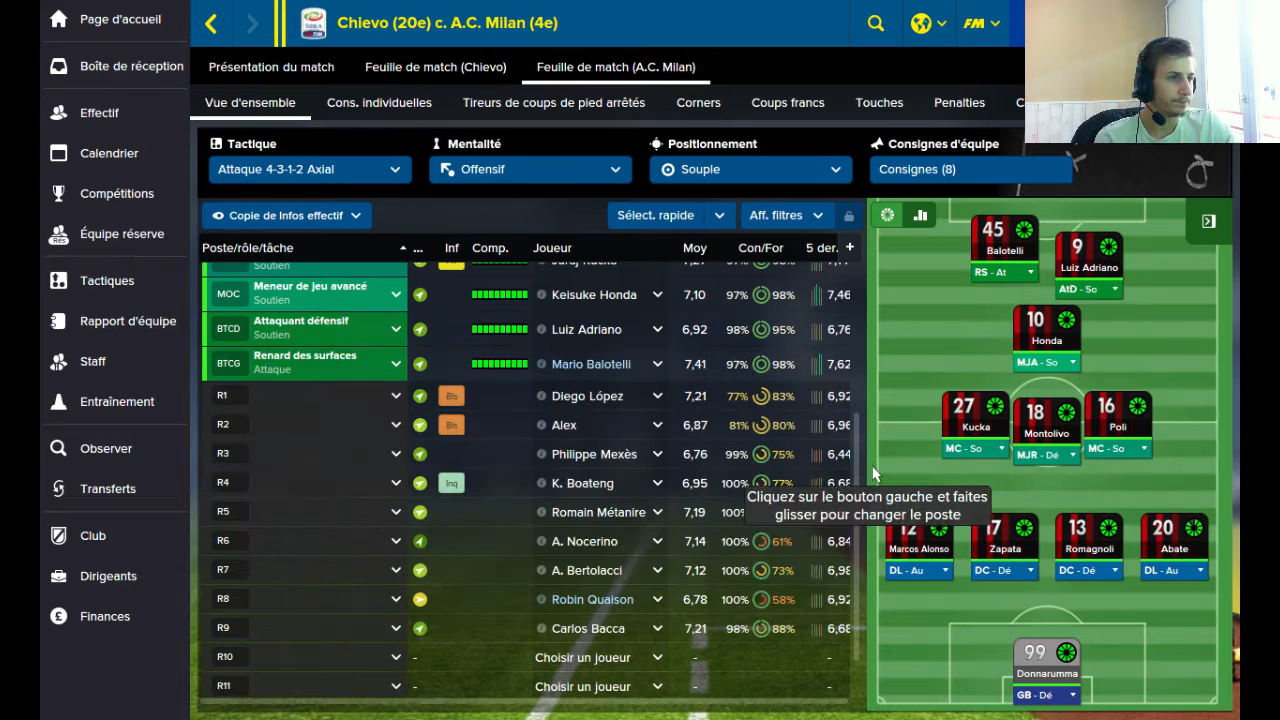 Page d'accueil
Boîte de réception
Effectif
Calendrier
Compétitions
Rés
Équipe réserve
Tactiques
Rapport d'équipe
Staff
Entraînement
Observer
Transferts
Club
Dirigeants
Finances
Chievo (20e) c. A.C. Milan (4e)
FM
Présentation du match
Feuille de match (Chievo)
Feuille de match (A.C. Milan)
Vue d'ensemble
Cons. individuelles
Tireurs de coups de pied arrêtés
Corners
Coups francs
Touches
Penalties
Tactique
Mentalité
Positionnement
Consignes d'équipe
Attaque 4-3-1-2 Axial
Offensif
Souple
Consignes (8)
Copie de Infos effectif
Sélect. rapide
Aff. filtres
Poste/rôle/tâche ... Inf Comp. Joueur Moy Con/For 5 der. +
Soutien
MOC Meneur de jeu avancé Soutien Keisuke Honda 7,10 97% 98% 7,46
BTCD Attaquant défensif Soutien Luiz Adriano 6,92 98% 95% 6,76
BTCG Renard des surfaces Attaque Mario Balotelli 7,41 97% 98% 7,62
R1 Bls Diego López 7,21 77% 83% 6,92
R2 Bls Alex 6,87 81% 80% 6,96
R3 Philippe Mexès 6,76 99% 75% 6,44
R4 Inq K. Boateng 6,95 100% 77% 6,68
R5 Romain Métanire 7,19 100%
R6 A. Nocerino 7,14 100% 61% 6,84
R7 A. Bertolacci 7,12 100% 73% 6,98
R8 Robin Quaison 6,78 100% 58% 6,92
R9 Carlos Bacca 7,21 98% 88% 6,68
R10 - Choisir un joueur - - -
R11 - Choisir un joueur - - -
Cliquez sur le bouton gauche et faites
glisser pour changer le poste
45
Balotelli
RS - At
9
Luiz Adriano
AtD - So
10
Honda
MJA - So
27
Kucka
MC - So
18
Montolivo
MJR - Dé
16
Poli
MC - So
12
Marcos Alonso
DL - Au
17
Zapata
DC - Dé
13
Romagnoli
DC - Dé
20
Abate
DL - Au
99
Donnarumma
GB - Dé